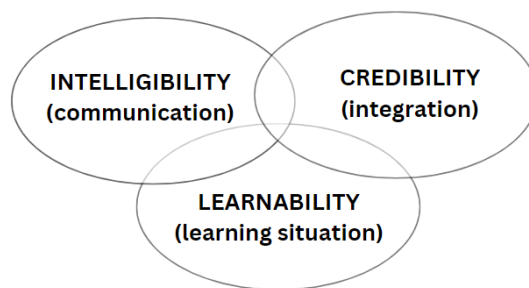 INTELLIGIBILITY
(communication)
CREDIBILITY
(integration)
LEARNABILITY
(learning situation)